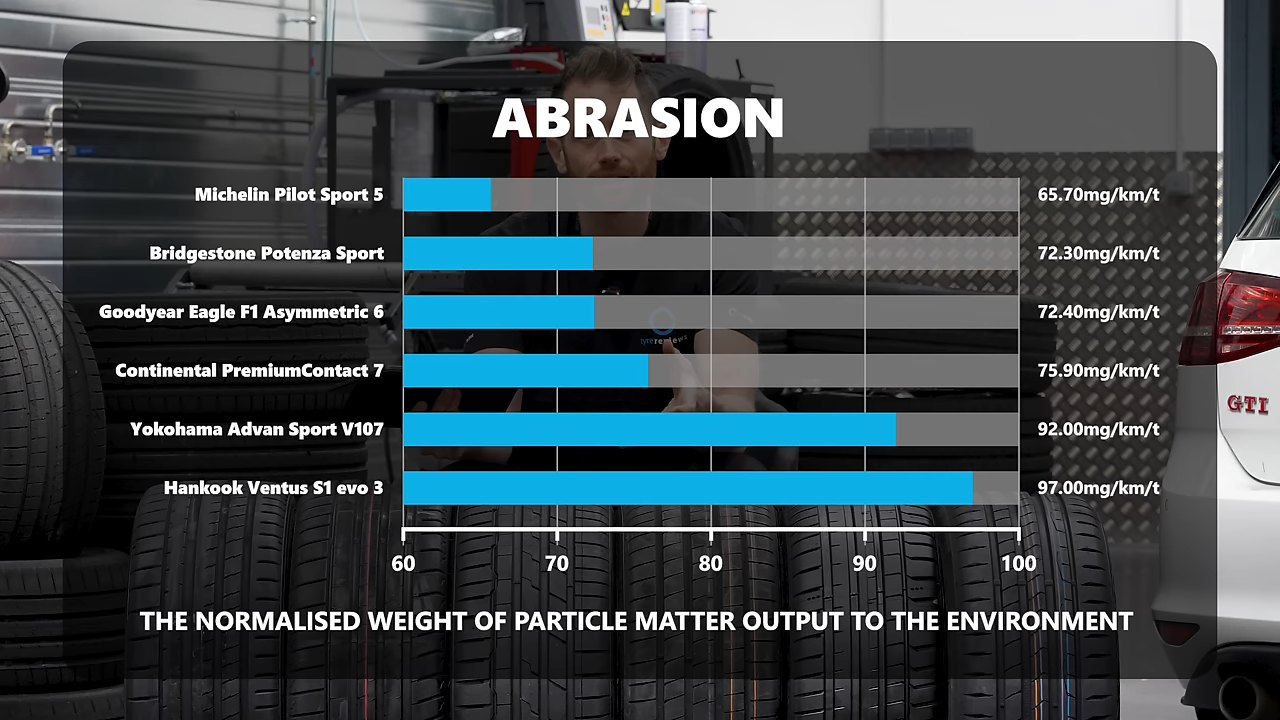 ABRASION
Michelin Pilot Sport 5 65.70mg/km/t
Bridgestone Potenza Sport 72.30mg/km/t
Goodyear Eagle F1 Asymmetric 6 72.40mg/km/t
tyrereviews
Continental PremiumContact 7 75.90mg/km/t
GTI
Yokohama Advan Sport V107 92.00mg/km/t
Hankook Ventus S1 evo 3 97.00mg/km/t
60 70 80 90 100
THE NORMALISED WEIGHT OF PARTICLE MATTER OUTPUT TO THE ENVIRONMENT